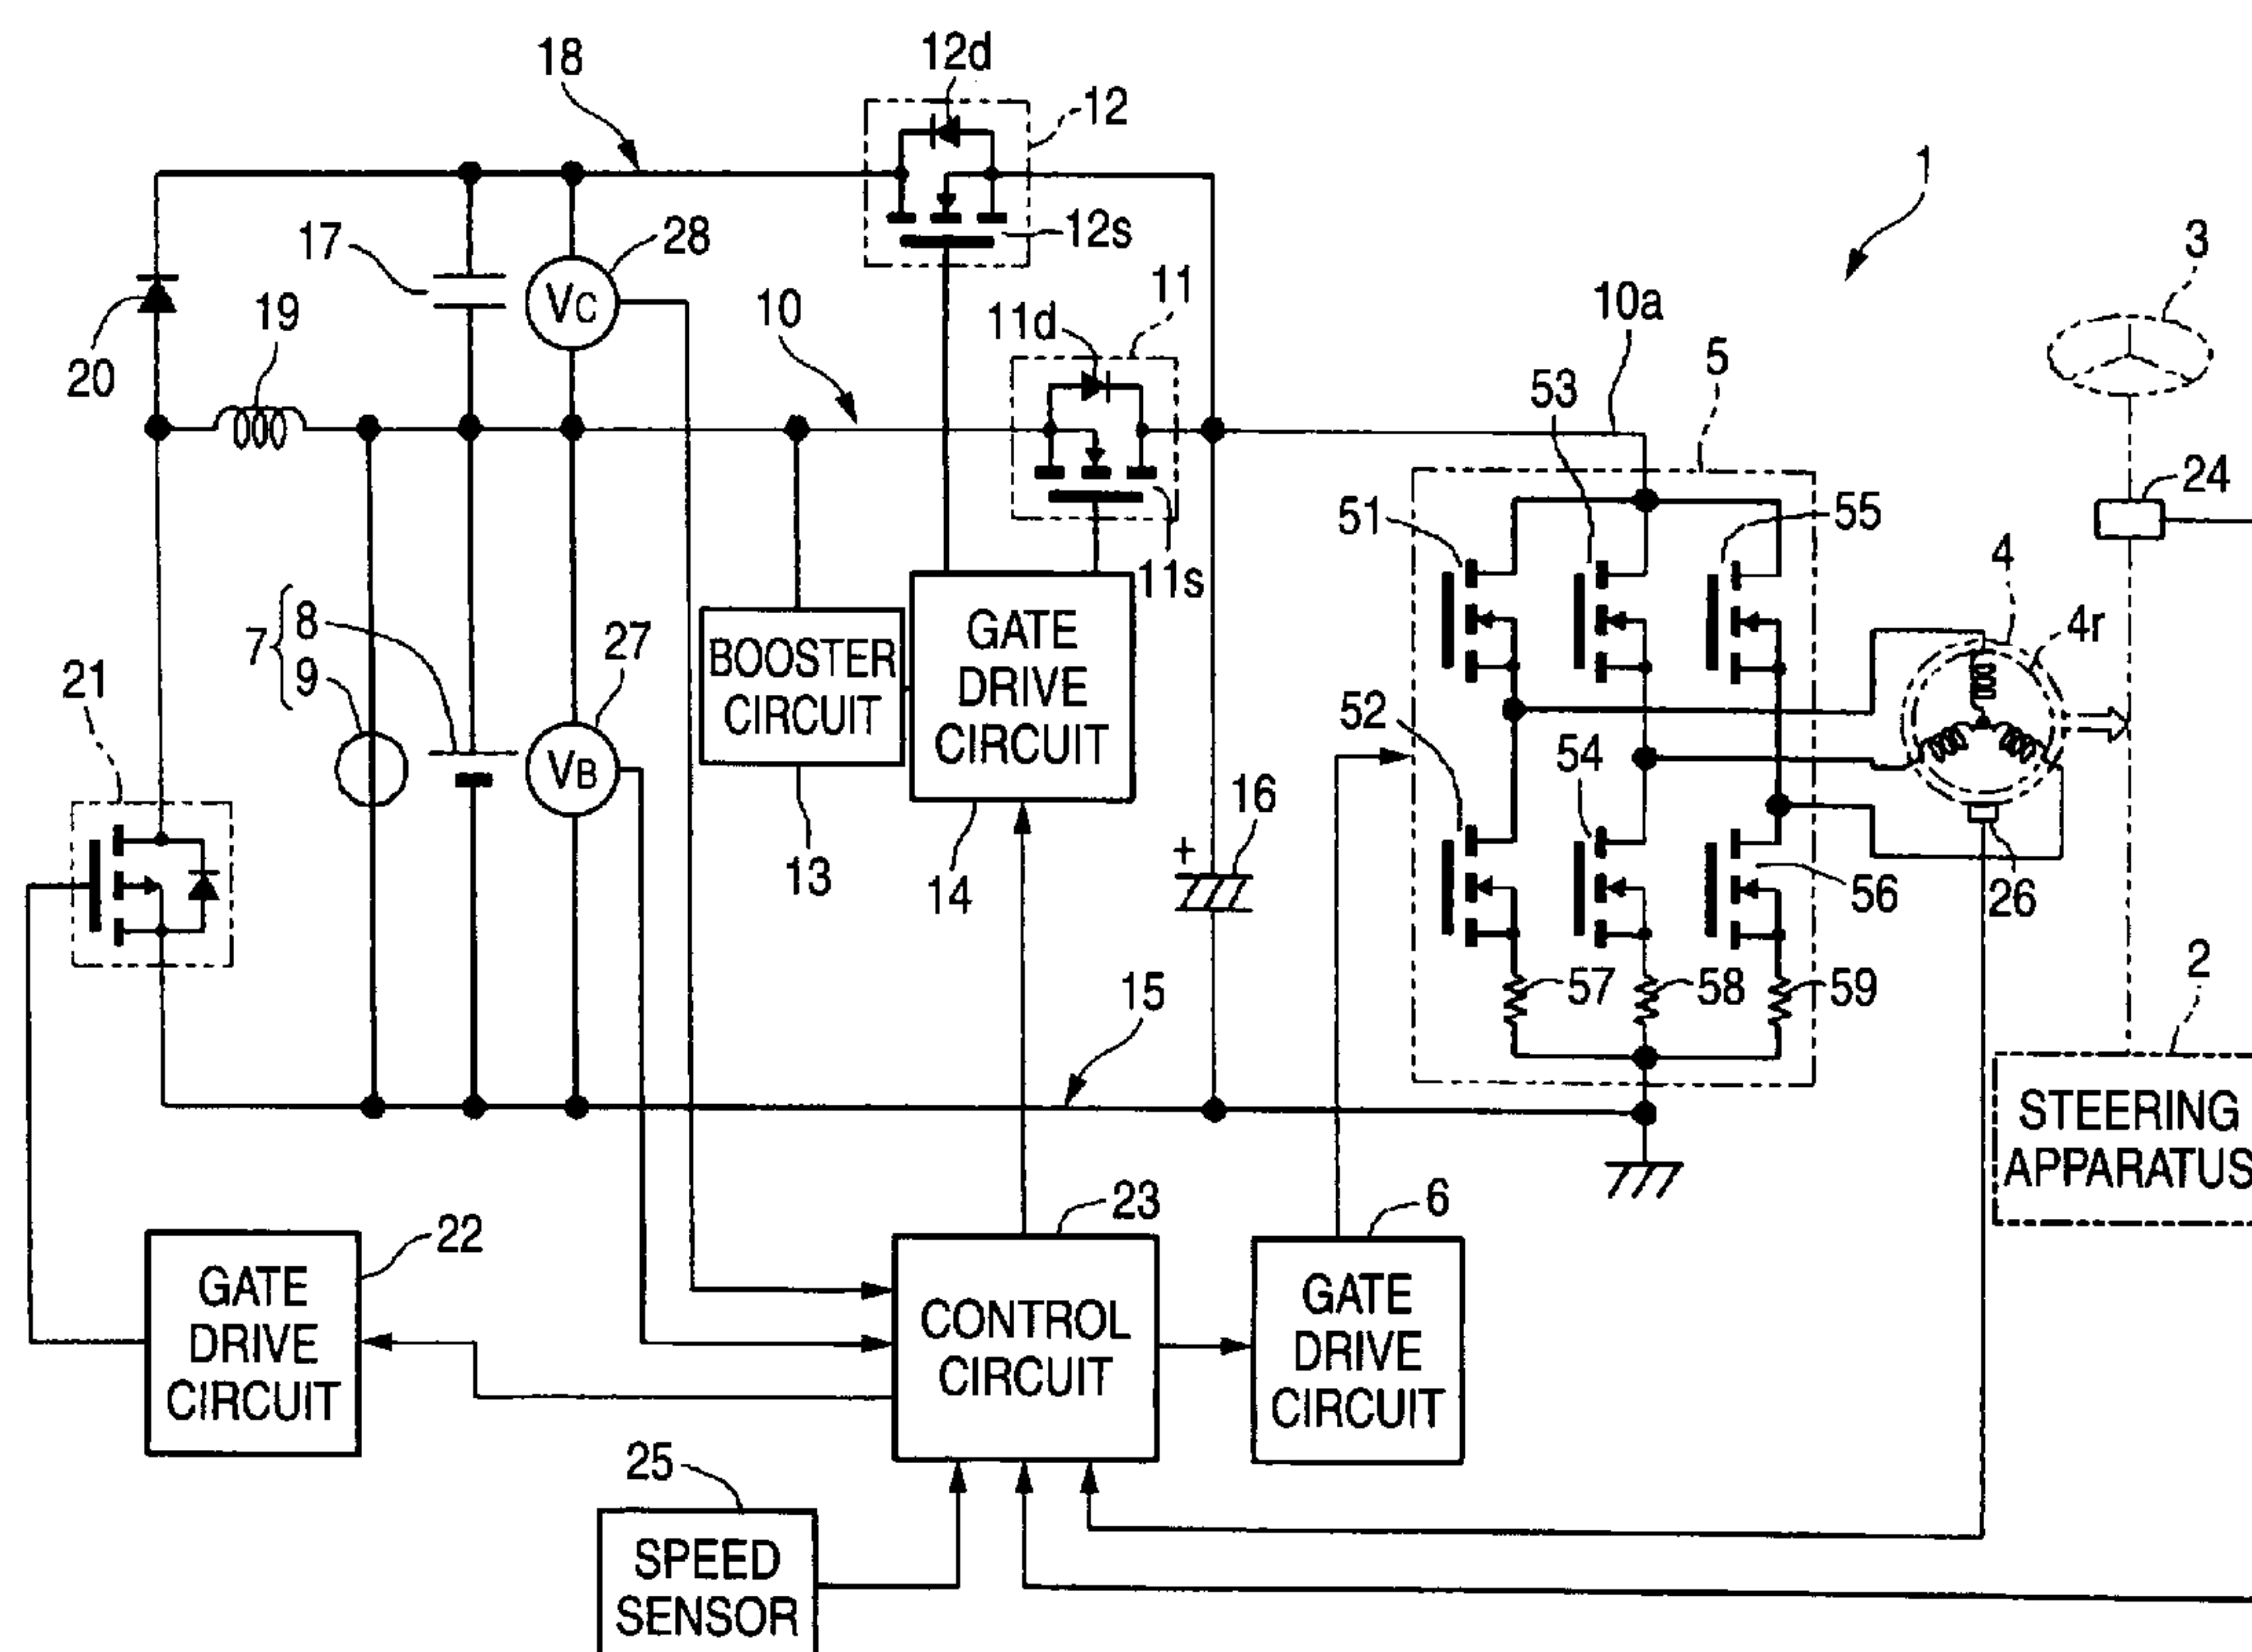 18
12d
12
12s
1
3
17
28
VC
10
11d
11
10a
5
53
19
20
24
51
55
11s
4
4r
7 { 8
9
27
VB
21
BOOSTER
CIRCUIT
GATE
DRIVE
CIRCUIT
52
54
13
14
+
16
56
26
57
58
59
2
15
STEERING
APPARATUS
22
23
6
GATE
DRIVE
CIRCUIT
CONTROL
CIRCUIT
GATE
DRIVE
CIRCUIT
25
SPEED
SENSOR